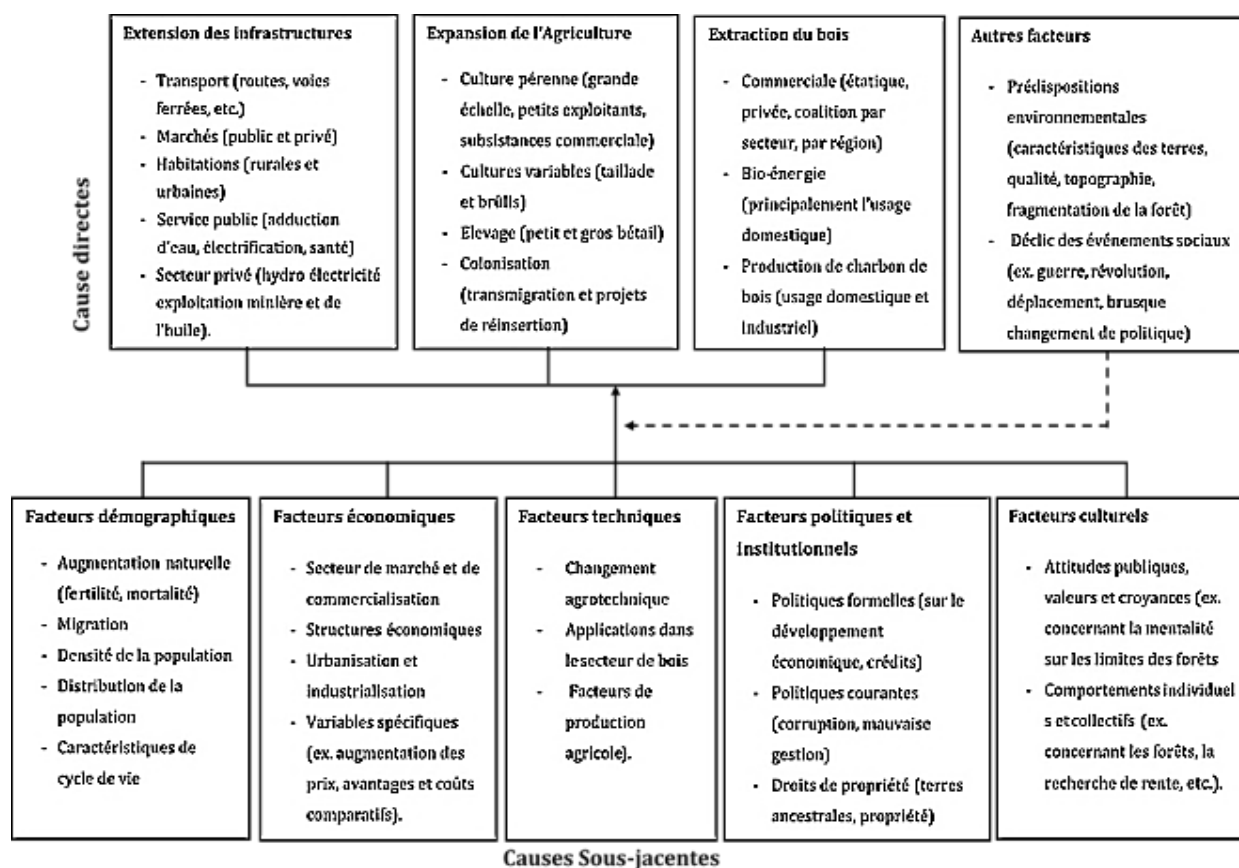 Cause directes
Extension des infrastructures
- Transport (routes, voies
ferrées, etc.)
- Marchés (public et privé)
- Habitations (rurales et
urbaines)
- Service public (adduction
d'eau, électrification, santé)
- Secteur privé (hydro électricité
exploitation minière et de
l'huile).
Expansion de l'Agriculture
- Culture pérenne (grande
échelle, petits exploitants,
subsistances commerciale)
- Cultures variables (taillade
et brûlls)
- Elevage (petit et gros bétail)
- Colonisation
(transmigration et projets
de réinsertion)
Extraction du bois
- Commerciale (étatique,
privée, coalition par
secteur, par région)
- Bio-énergie
(principalement l'usage
domestique)
- Production de charbon de
bois (usage domestique et
industriel)
Autres facteurs
- Prédispositions
environnementales
(caractéristiques des terres,
qualité, topographie,
fragmentation de la forêt)
- Déclic des événements sociaux
(ex. guerre, révolution,
déplacement, brusque
changement de politique)
Facteurs démographiques
- Augmentation naturelle
(fertilité, mortalité)
- Migration
- Densité de la population
- Distribution de la
population
- Caractéristiques de
cycle de vie
Facteurs économiques
- Secteur de marché et de
commercialisation
- Structures économiques
- Urbanisation et
industrialisation
- Variables spécifiques
(ex. augmentation des
prix, avantages et coûts
comparatifs).
Facteurs techniques
- Changement
agrotechnique
- Applications dans
lesecteur de bois
- Facteurs de
production
agricole).
Facteurs politiques et
institutionnels
- Politiques formelles (sur le
développement
économique, crédits)
- Politiques courantes
(corruption, mauvaise
gestion)
- Droits de propriété (terres
ancestrales, propriété)
Facteurs culturels
- Attitudes publiques,
valeurs et croyances (ex.
concernant la mentalité
sur les limites des forêts
- Comportements individuel
s et collectifs (ex.
concernant les forêts, la
recherche de rente, etc.).
Causes Sous-jacentes